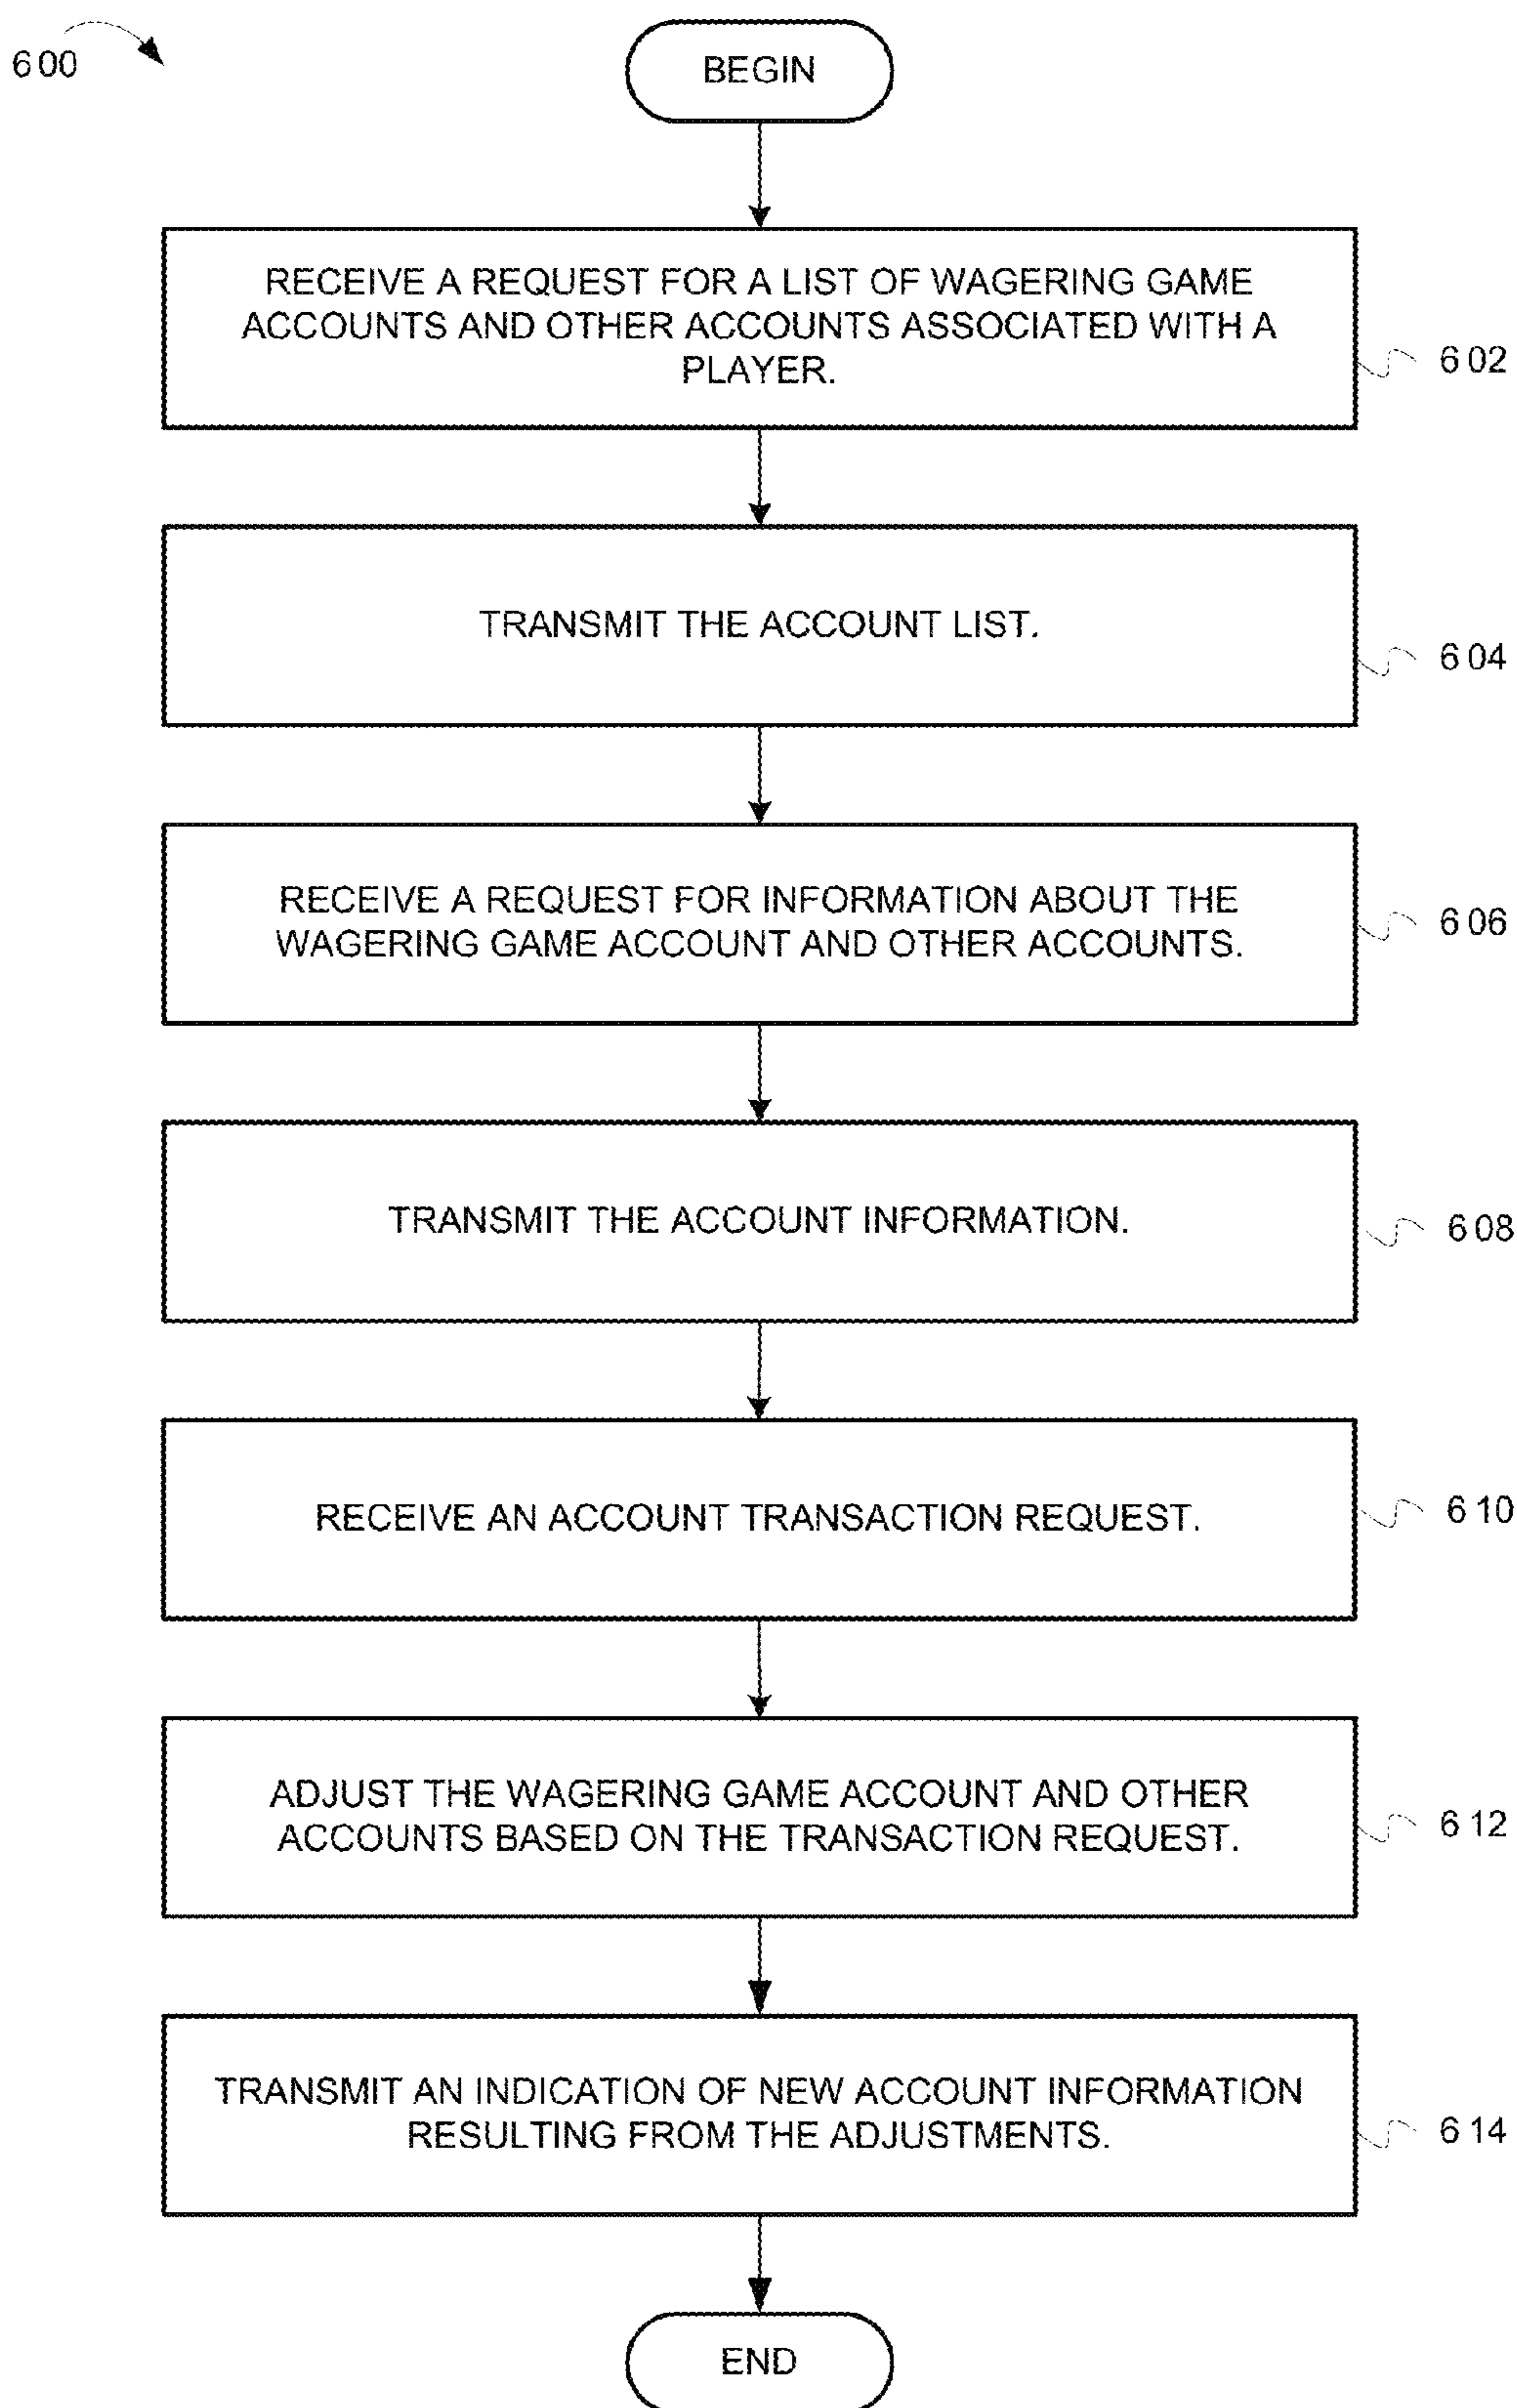 600
BEGIN
RECEIVE A REQUEST FOR A LIST OF WAGERING GAME
ACCOUNTS AND OTHER ACCOUNTS ASSOCIATED WITH A
PLAYER.
602
TRANSMIT THE ACCOUNT LIST.
604
RECEIVE A REQUEST FOR INFORMATION ABOUT THE
WAGERING GAME ACCOUNT AND OTHER ACCOUNTS.
606
TRANSMIT THE ACCOUNT INFORMATION.
608
RECEIVE AN ACCOUNT TRANSACTION REQUEST.
610
ADJUST THE WAGERING GAME ACCOUNT AND OTHER
ACCOUNTS BASED ON THE TRANSACTION REQUEST.
612
TRANSMIT AN INDICATION OF NEW ACCOUNT INFORMATION
RESULTING FROM THE ADJUSTMENTS.
614
END